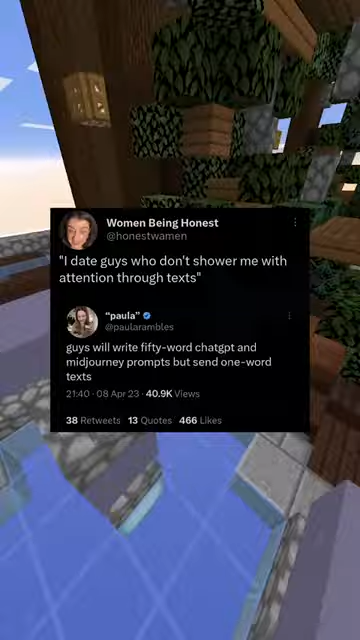 Women Being Honest
@honestwamen
"I date guys who don't shower me with
attention through texts"
“paula”
@paularambles
guys will write fifty-word chatgpt and
midjourney prompts but send one-word
texts
21:40 · 08 Apr 23 · 40.9K Views
38 Retweets 13 Quotes 466 Likes